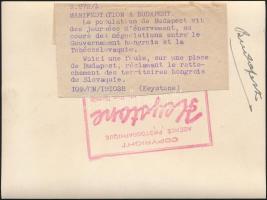 MANIFESTATION A BUDAPEST.
La population de Budapest vit
des journées d'énervement, au
cours des négociations entre le
Gouvernement hongrois et la
Tchécoslovaquie.
Voici une foule, sur une place
de Budapest, réclament le ratta-
chement des territoires hongrois
de Slovaquie.
(Keystone)
Budapest
COPYRIGHT
AGENCE PHOTOGRAPHIQUE
Keystone